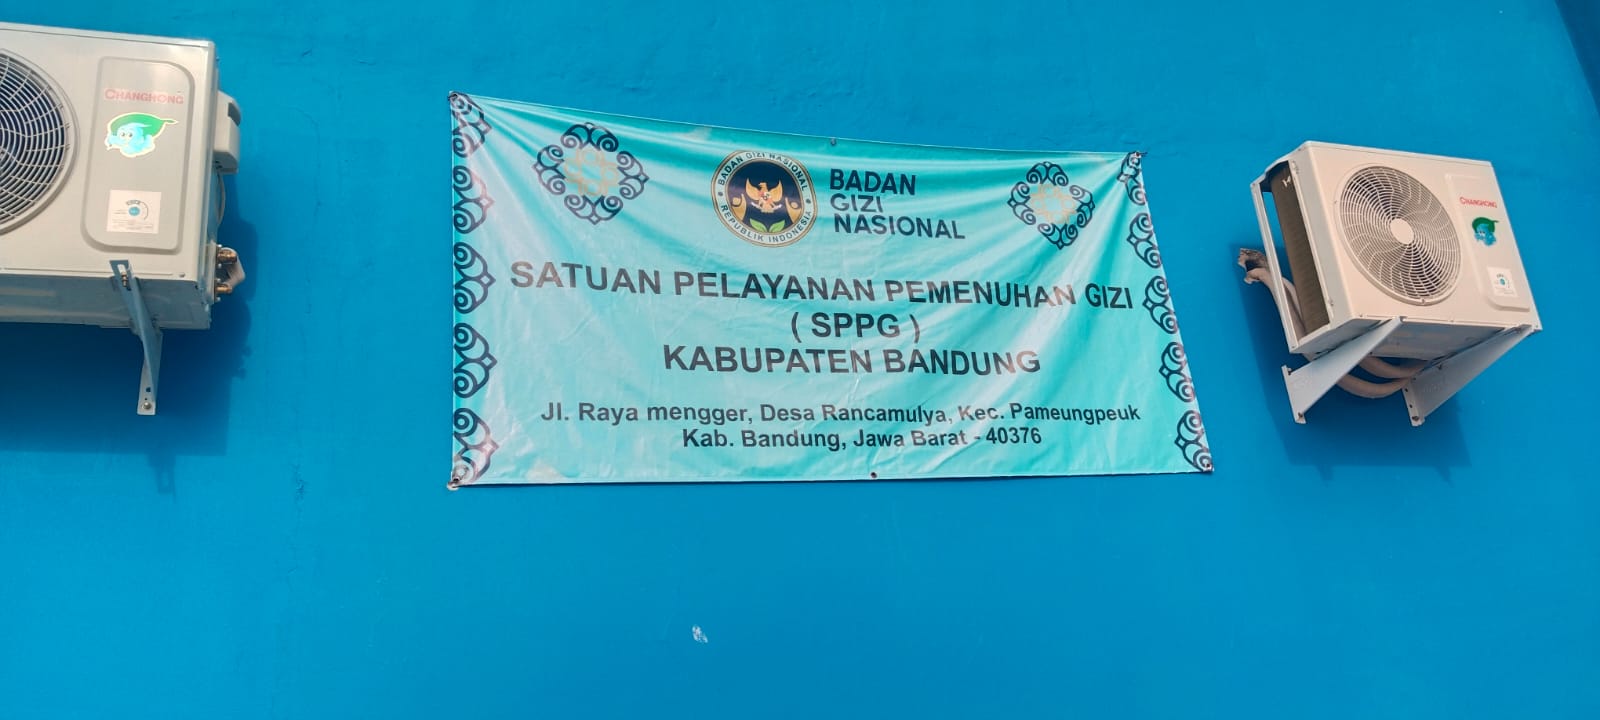 CHANGHONG
BADAN GIZI NASIONAL
REPUBLIK INDONESIA
BADAN
GIZI
NASIONAL
SATUAN PELAYANAN PEMENUHAN GIZI
( SPPG )
KABUPATEN BANDUNG
Jl. Raya mengger, Desa Rancamulya, Kec. Pameungpeuk
Kab. Bandung, Jawa Barat - 40376
CHANGHONG